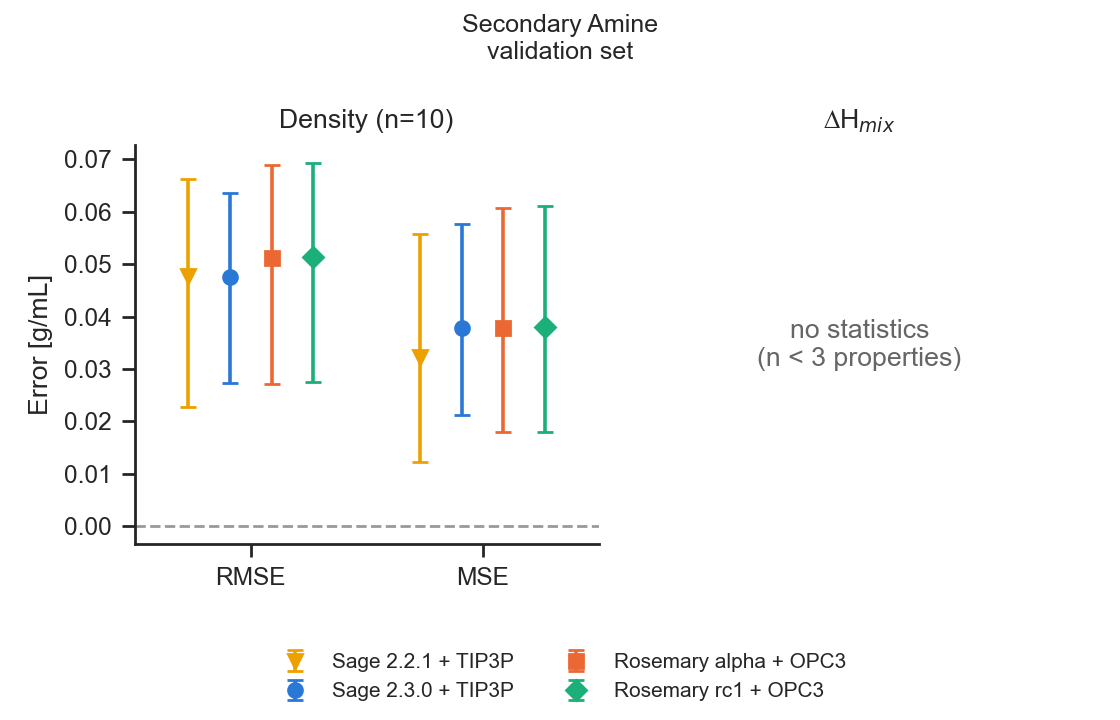 Secondary Amine
validation set
Density (n=10)
ΔHmix
0.07
0.06
0.05
0.04
0.03
0.02
0.01
0.00
Error [g/mL]
RMSE
MSE
no statistics
(n < 3 properties)
Sage 2.2.1 + TIP3P
Sage 2.3.0 + TIP3P
Rosemary alpha + OPC3
Rosemary rc1 + OPC3